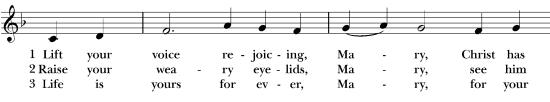 1 Lift your voice re - joic - ing, Ma - ry, Christ has
2 Raise your wea - ry eye - lids, Ma - ry, see him
3 Life is yours for ev - er, Ma - ry, for your